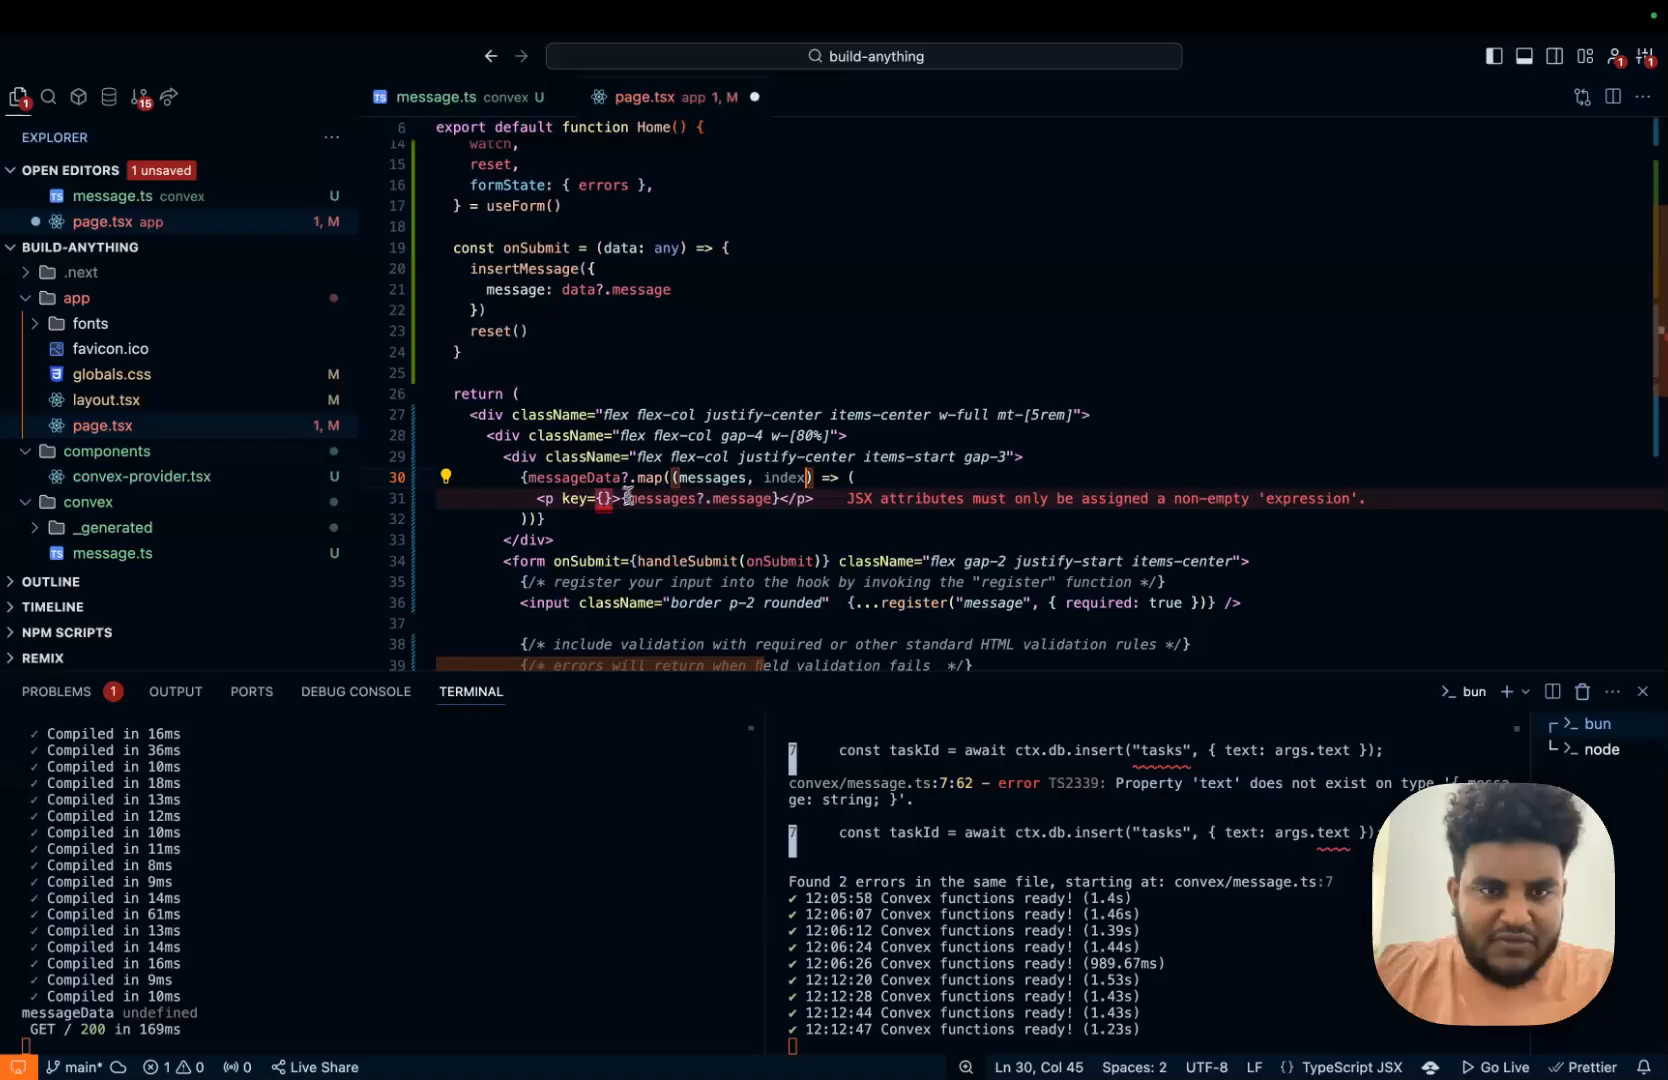 build-anything
1
1
1
15
message.ts convex U
page.tsx app 1, M
EXPLORER
OPEN EDITORS 1 unsaved
message.ts convex U
page.tsx app 1, M
BUILD-ANYTHING
.next
app
fonts
favicon.ico
globals.css M
layout.tsx M
page.tsx 1, M
components
convex-provider.tsx U
convex
_generated
message.ts U
OUTLINE
TIMELINE
NPM SCRIPTS
REMIX
6 export default function Home() {
14 watch,
15 reset,
16 formState: { errors },
17 } = useForm()
18
19 const onSubmit = (data: any) => {
20 insertMessage({
21 message: data?.message
22 })
23 reset()
24 }
25
26 return (
27 <div className="flex flex-col justify-center items-center w-full mt-[5rem]">
28 <div className="flex flex-col gap-4 w-[80%]">
29 <div className="flex flex-col justify-center items-start gap-3">
30 {messageData?.map((messages, index) => (
31 <p key={}>{messages?.message}</p> JSX attributes must only be assigned a non-empty 'expression'.
32 ))}
33 </div>
34 <form onSubmit={handleSubmit(onSubmit)} className="flex gap-2 justify-start items-center">
35 {/* register your input into the hook by invoking the "register" function */}
36 <input className="border p-2 rounded" {...register("message", { required: true })} />
37
38 {/* include validation with required or other standard HTML validation rules */}
39 {/* errors will return when field validation fails */}
PROBLEMS 1 OUTPUT PORTS DEBUG CONSOLE TERMINAL
bun
✓ Compiled in 16ms
✓ Compiled in 36ms
✓ Compiled in 10ms
✓ Compiled in 18ms
✓ Compiled in 13ms
✓ Compiled in 12ms
✓ Compiled in 10ms
✓ Compiled in 11ms
✓ Compiled in 8ms
✓ Compiled in 9ms
✓ Compiled in 14ms
✓ Compiled in 61ms
✓ Compiled in 13ms
✓ Compiled in 14ms
✓ Compiled in 16ms
✓ Compiled in 9ms
✓ Compiled in 10ms
messageData undefined
GET / 200 in 169ms
7 const taskId = await ctx.db.insert("tasks", { text: args.text });
convex/message.ts:7:62 - error TS2339: Property 'text' does not exist on type '{ messa
ge: string; }'.
7 const taskId = await ctx.db.insert("tasks", { text: args.text });
Found 2 errors in the same file, starting at: convex/message.ts:7
✔ 12:05:58 Convex functions ready! (1.4s)
✔ 12:06:07 Convex functions ready! (1.46s)
✔ 12:06:12 Convex functions ready! (1.39s)
✔ 12:06:24 Convex functions ready! (1.44s)
✔ 12:06:26 Convex functions ready! (989.67ms)
✔ 12:12:20 Convex functions ready! (1.53s)
✔ 12:12:28 Convex functions ready! (1.43s)
✔ 12:12:44 Convex functions ready! (1.43s)
✔ 12:12:47 Convex functions ready! (1.23s)
bun
node
main* 1 0 0 Live Share
Ln 30, Col 45 Spaces: 2 UTF-8 LF {} TypeScript JSX Go Live Prettier